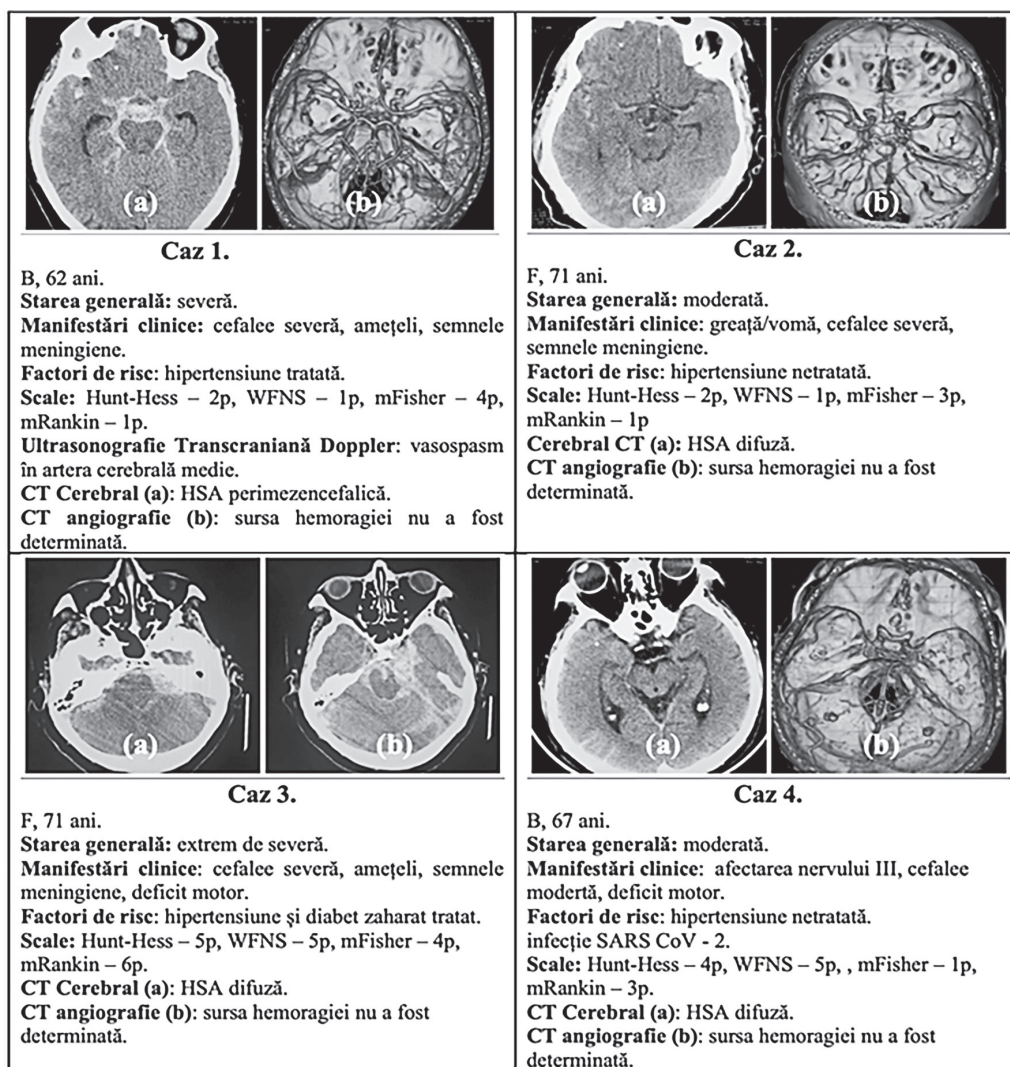 (a)
(b)
Caz 1.
B, 62 ani.
Starea generală: severă.
Manifestări clinice: cefalee severă, amețeli, semnele
meningiene.
Factori de risc: hipertensiune tratată.
Scale: Hunt-Hess – 2p, WFNS – 1p, mFisher – 4p,
mRankin – 1p.
Ultrasonografie Transcraniană Doppler: vasospasm
în artera cerebrală medie.
CT Cerebral (a): HSA perimezencefalică.
CT angiografie (b): sursa hemoragiei nu a fost
determinată.
(a)
(b)
Caz 2.
F, 71 ani.
Starea generală: moderată.
Manifestări clinice: greață/vomă, cefalee severă,
semnele meningiene.
Factori de risc: hipertensiune netratată.
Scale: Hunt-Hess – 2p, WFNS – 1p, mFisher – 3p,
mRankin – 1p
Cerebral CT (a): HSA difuză.
CT angiografie (b): sursa hemoragiei nu a fost
determinată.
(a)
(b)
Caz 3.
F, 71 ani.
Starea generală: extrem de severă.
Manifestări clinice: cefalee severă, amețeli, semnele
meningiene, deficit motor.
Factori de risc: hipertensiune și diabet zaharat tratat.
Scale: Hunt-Hess – 5p, WFNS – 5p, mFisher – 4p,
mRankin – 6p.
CT Cerebral (a): HSA difuză.
CT angiografie (b): sursa hemoragiei nu a fost
determinată.
(a)
(b)
Caz 4.
B, 67 ani.
Starea generală: moderată.
Manifestări clinice: afectarea nervului III, cefalee
modertă, deficit motor.
Factori de risc: hipertensiune netratată.
infecție SARS CoV - 2.
Scale: Hunt-Hess – 4p, WFNS – 5p, , mFisher – 1p,
mRankin – 3p.
CT Cerebral (a): HSA difuză.
CT angiografie (b): sursa hemoragiei nu a fost
determinată.